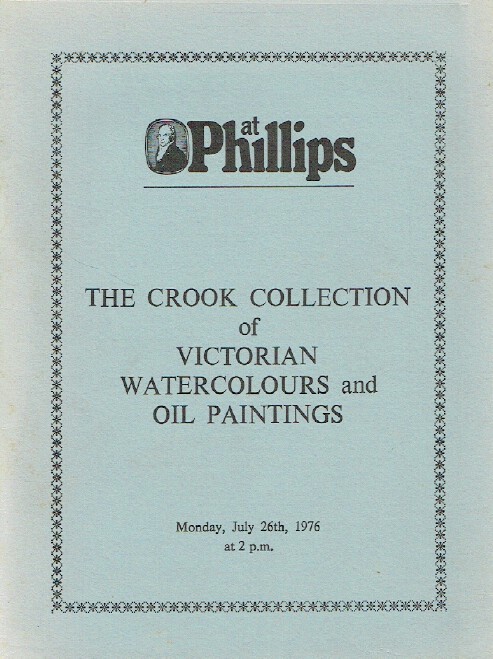 at
Phillips
THE CROOK COLLECTION
of
VICTORIAN
WATERCOLOURS and
OIL PAINTINGS
Monday, July 26th, 1976
at 2 p.m.